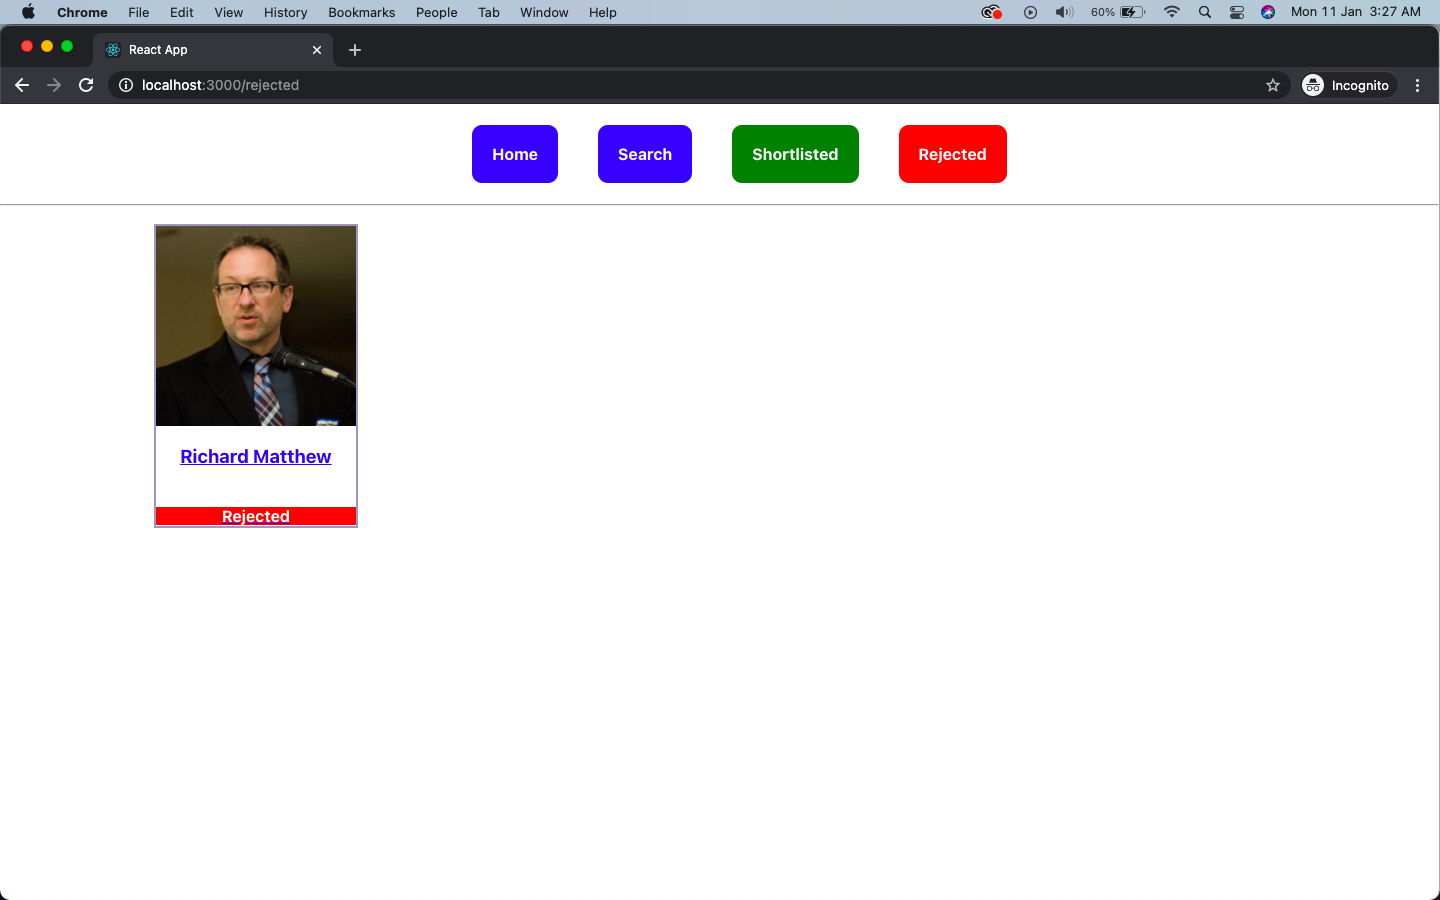 Chrome File Edit View History Bookmarks People Tab Window Help 60% Mon 11 Jan 3:27 AM
React App
localhost:3000/rejected Incognito
Home Search Shortlisted Rejected
Richard Matthew
Rejected